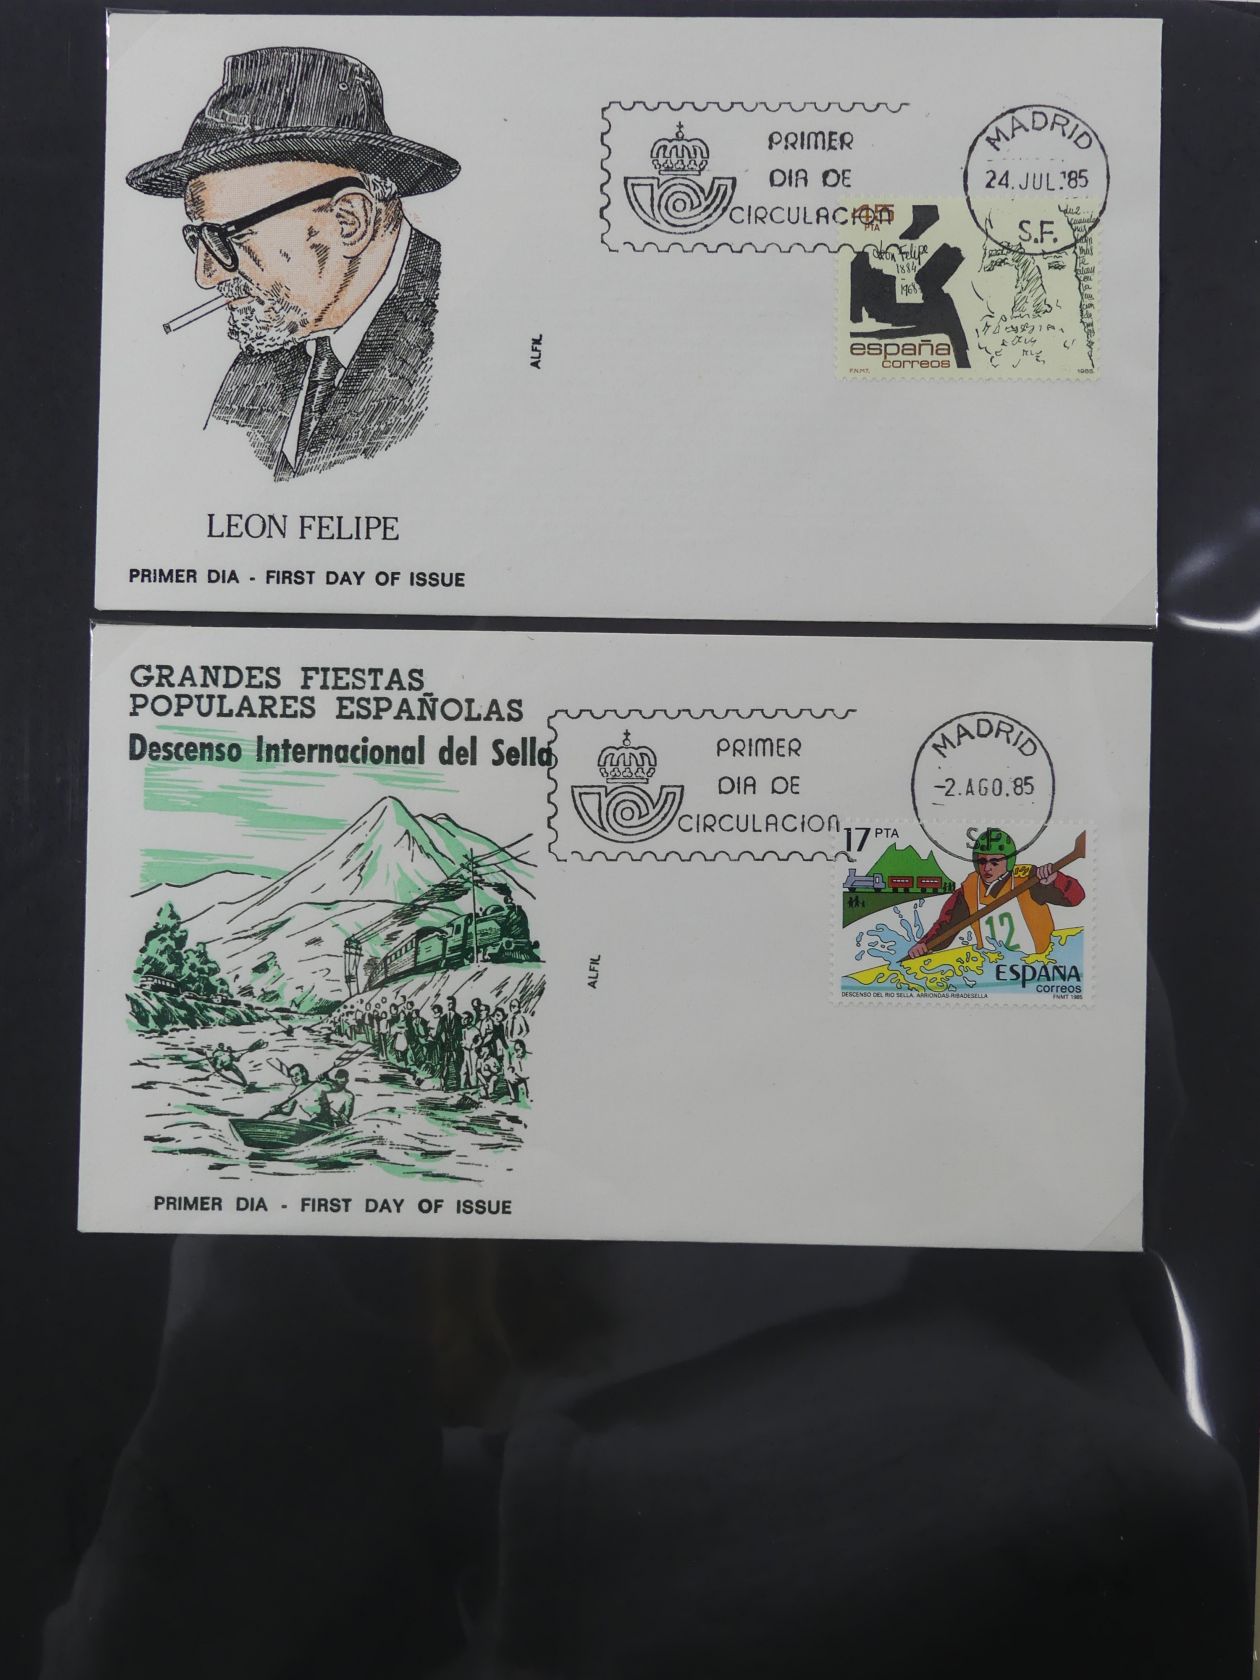 PRIMER
DIA DE
CIRCULACION
MADRID
24.JUL.'85
S.F.
45
PTA
León Felipe
1884
-
1968
españa
correos
F.N.M.T.
1985
ALFIL
LEON FELIPE
PRIMER DIA - FIRST DAY OF ISSUE
GRANDES FIESTAS
POPULARES ESPAÑOLAS
Descenso Internacional del Sella
PRIMER
DIA DE
CIRCULACION
MADRID
-2.AGO.85
S.F.
17 PTA
12
ESPAÑA
correos
DESCENSO DEL RIO SELLA. ARRIONDAS-RIBADESELLA
FNMT 1985
ALFIL
PRIMER DIA - FIRST DAY OF ISSUE